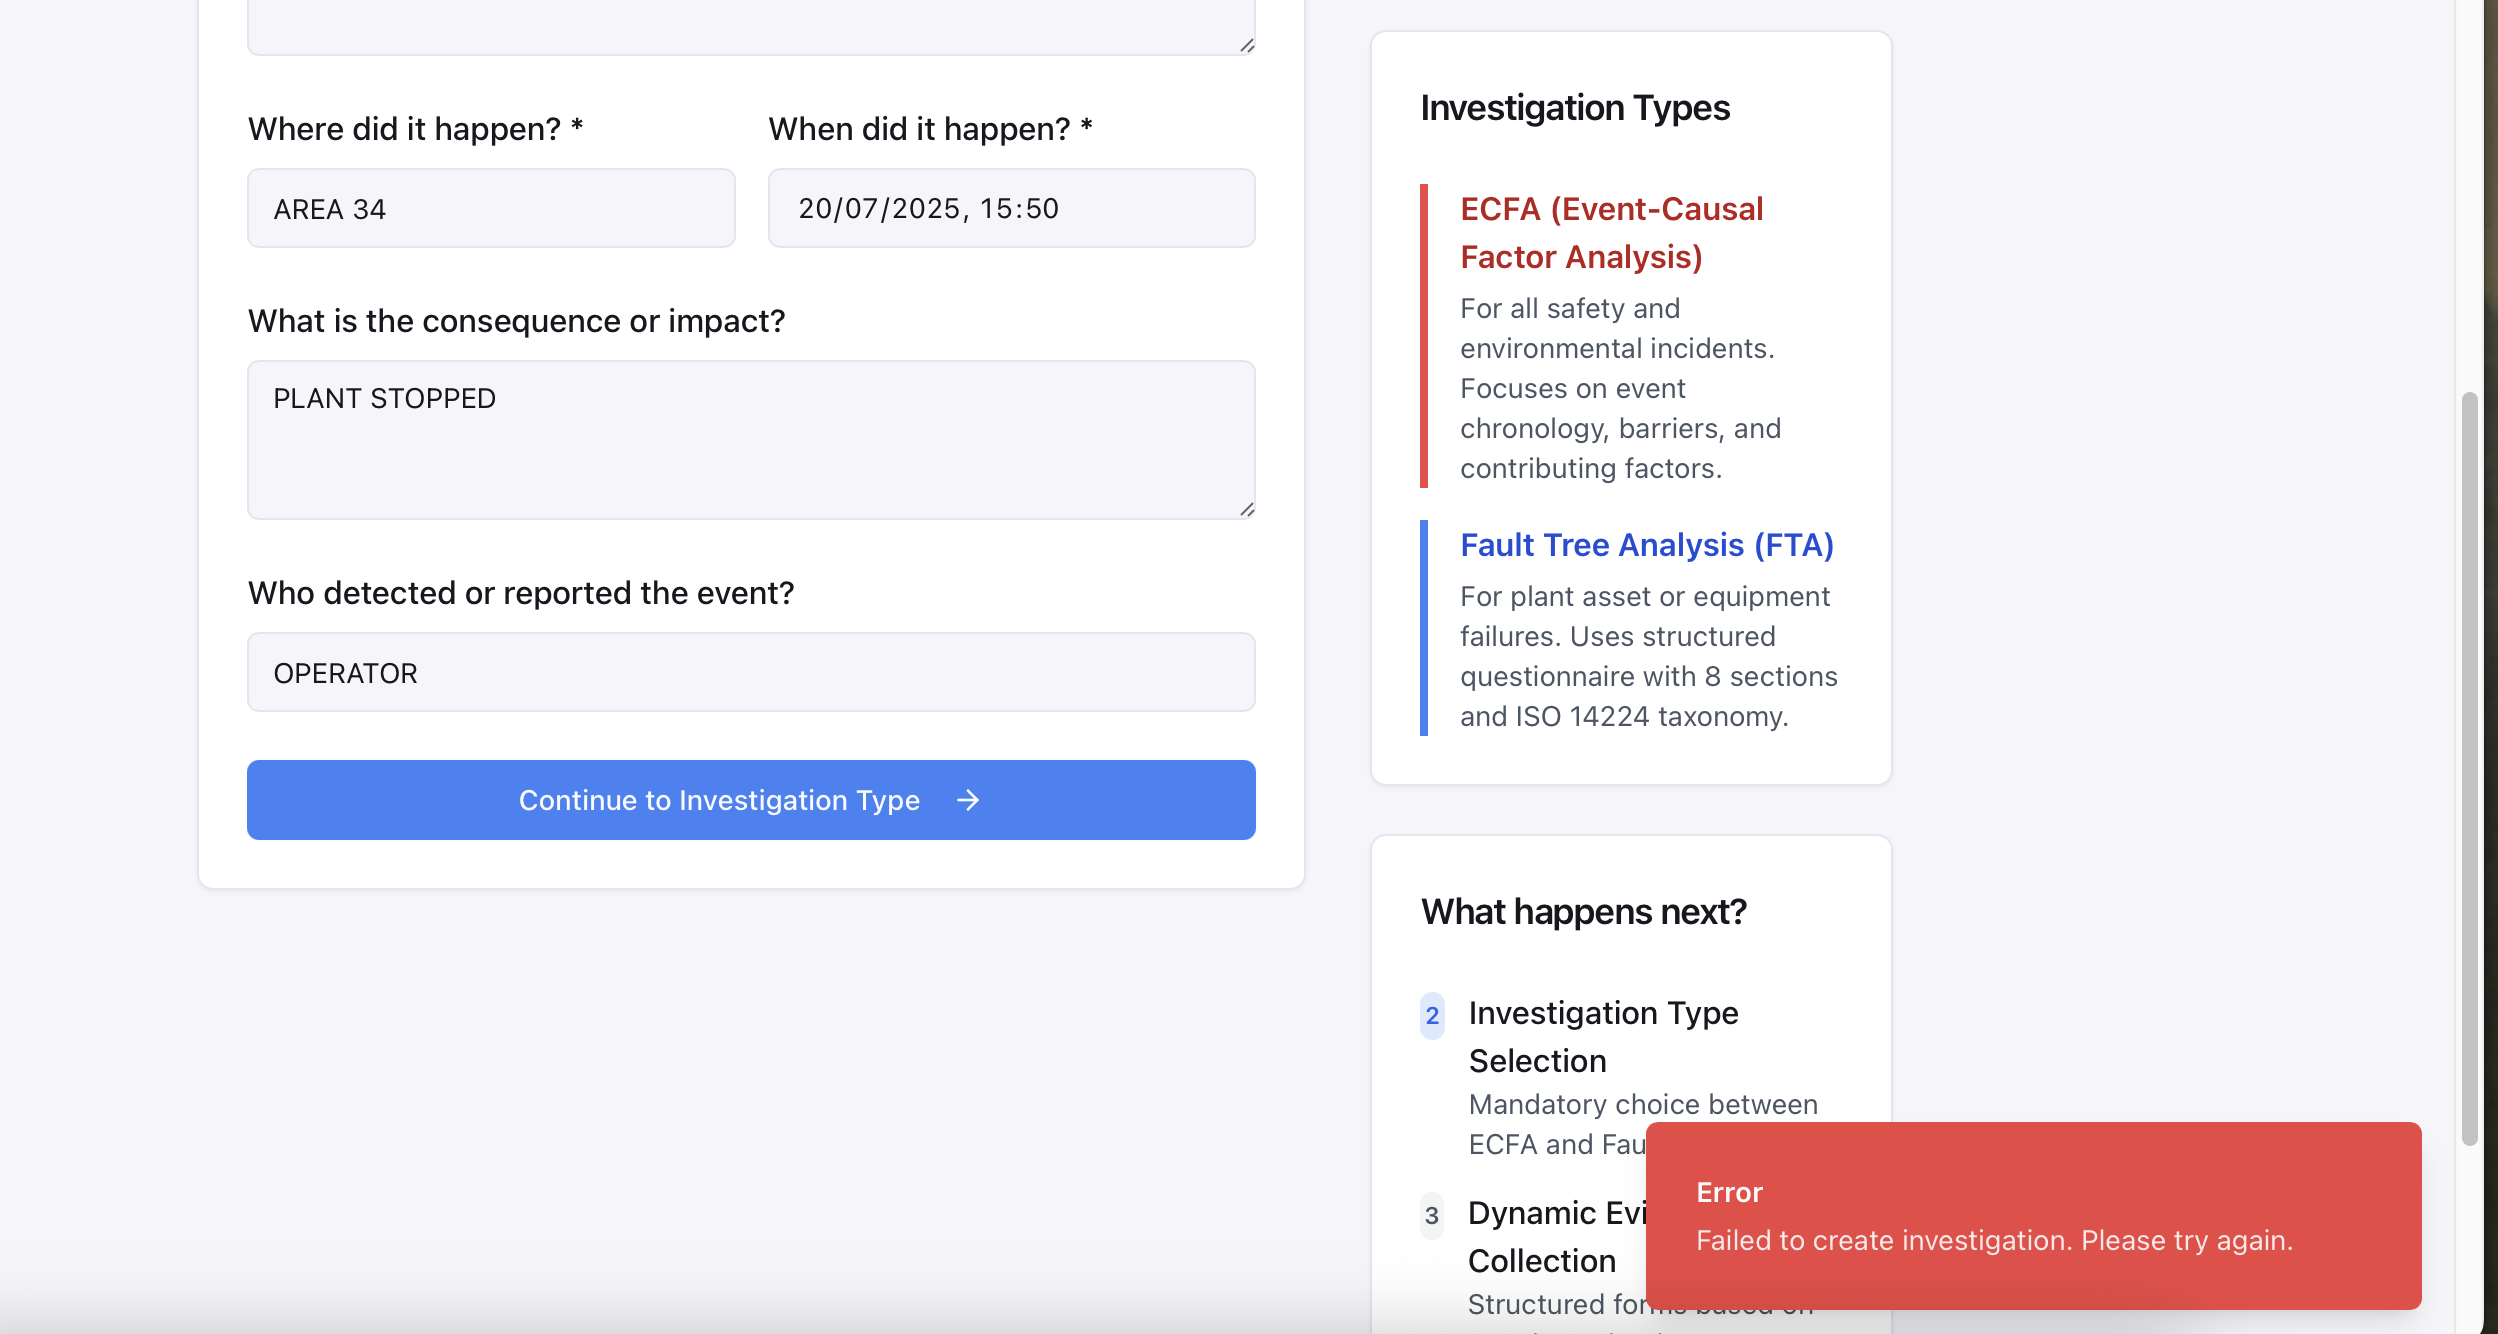 Where did it happen? *
When did it happen? *
AREA 34
20/07/2025, 15:50
What is the consequence or impact?
PLANT STOPPED
Who detected or reported the event?
OPERATOR
Continue to Investigation Type →
Investigation Types
ECFA (Event-Causal
Factor Analysis)
For all safety and
environmental incidents.
Focuses on event
chronology, barriers, and
contributing factors.
Fault Tree Analysis (FTA)
For plant asset or equipment
failures. Uses structured
questionnaire with 8 sections
and ISO 14224 taxonomy.
What happens next?
2
Investigation Type
Selection
Mandatory choice between
ECFA and Fau
3
Dynamic Evi
Collection
Structured forms based on
Error
Failed to create investigation. Please try again.